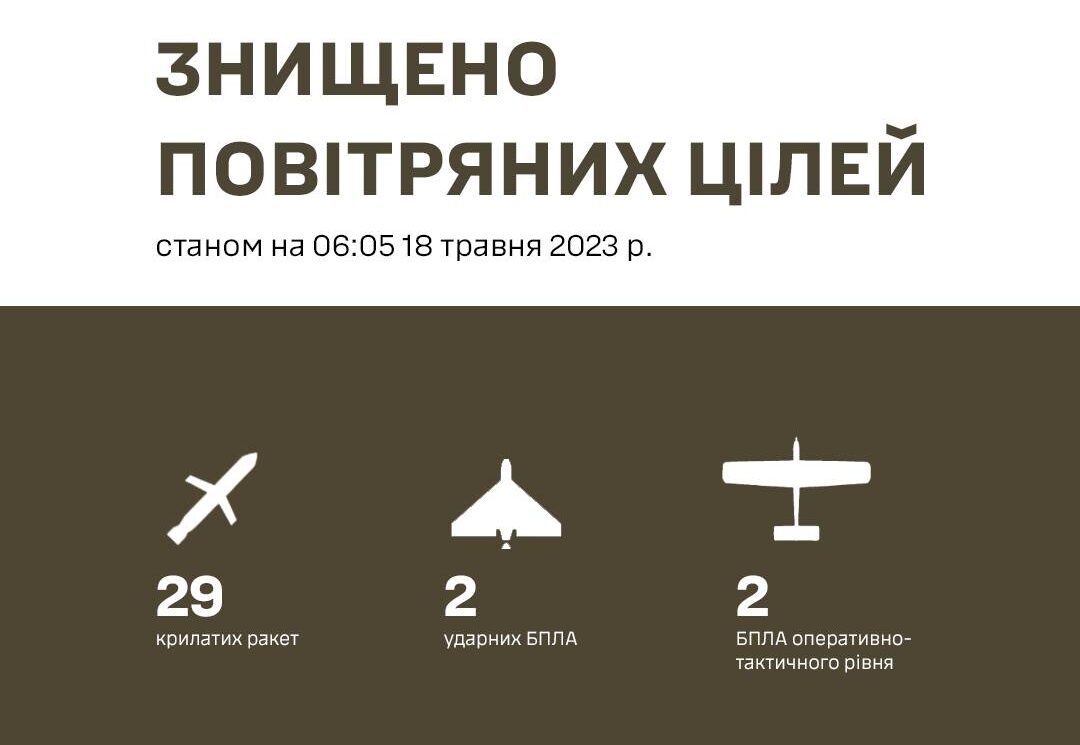 ЗНИЩЕНО
ПОВІТРЯНИХ ЦІЛЕЙ
станом на 06:05 18 травня 2023 р.
29
крилатих ракет
2
ударних БПЛА
2
БПЛА оперативно-
тактичного рівня